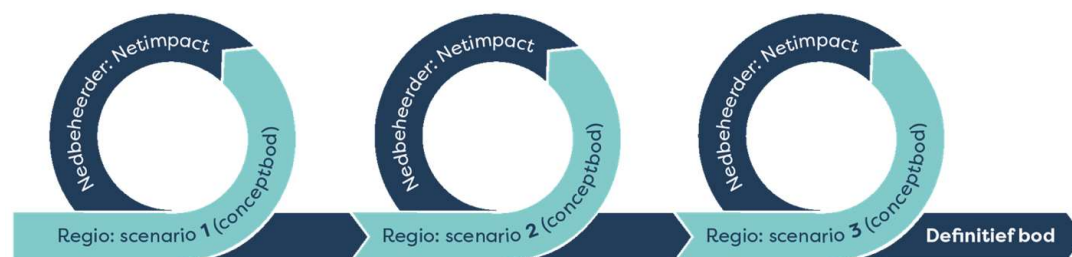 Nedbeheerder: Netimpact
Regio: scenario 1 (conceptbod)
Nedbeheerder: Netimpact
Regio: scenario 2 (conceptbod)
Nedbeheerder: Netimpact
Regio: scenario 3 (conceptbod)
Definitief bod